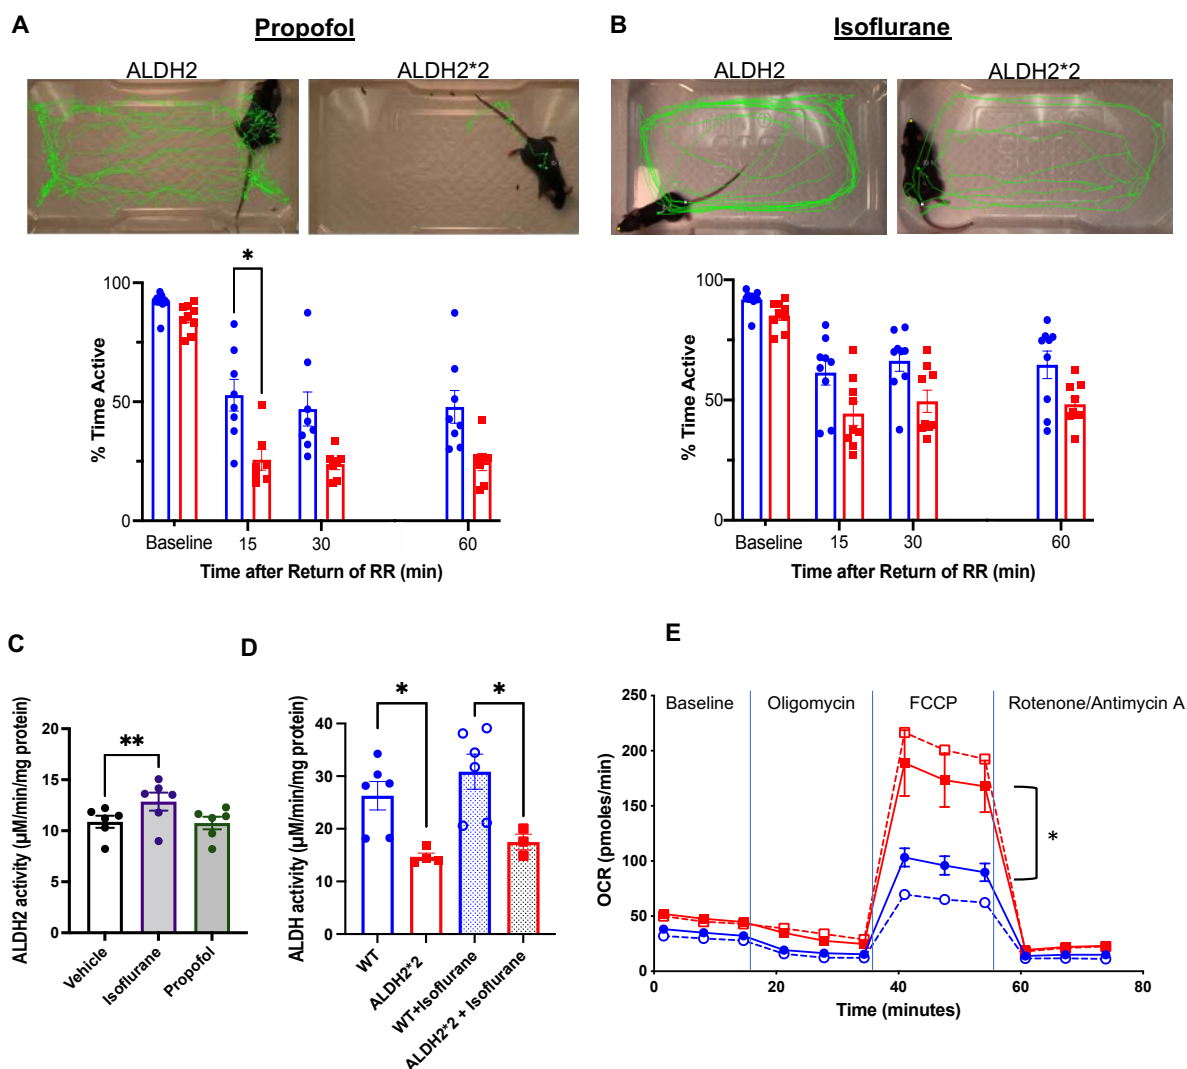 A
Propofol
ALDH2
ALDH2*2
*
% Time Active
100
50
0
Baseline
15
30
60
Time after Return of RR (min)
B
Isoflurane
ALDH2
ALDH2*2
% Time Active
100
50
0
Baseline
15
30
60
Time after Return of RR (min)
C
ALDH2 activity (µM/min/mg protein)
20
15
10
5
0
**
Vehicle
Isoflurane
Propofol
D
ALDH activity (µM/min/mg protein)
40
30
20
10
0
*
*
WT
ALDH2*2
WT+Isoflurane
ALDH2*2 + Isoflurane
E
OCR (pmoles/min)
250
200
150
100
50
0
Baseline
Oligomycin
FCCP
Rotenone/Antimycin A
*
0
20
40
60
80
Time (minutes)